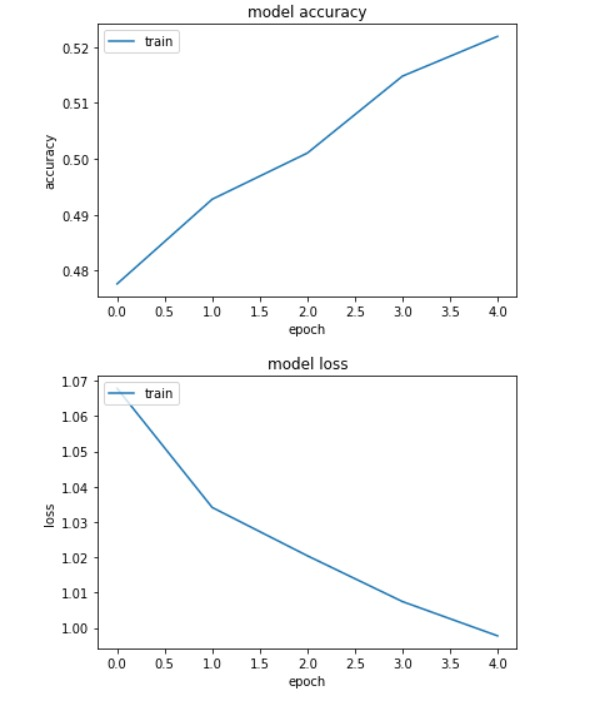 model accuracy
train
0.52
0.51
0.50
0.49
0.48
accuracy
0.0 0.5 1.0 1.5 2.0 2.5 3.0 3.5 4.0
epoch
model loss
train
1.07
1.06
1.05
1.04
1.03
1.02
1.01
1.00
loss
0.0 0.5 1.0 1.5 2.0 2.5 3.0 3.5 4.0
epoch